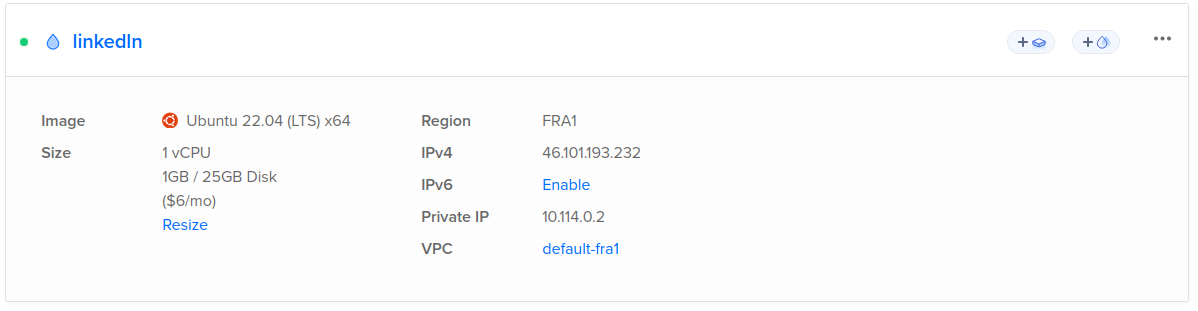 linkedIn
Image
Ubuntu 22.04 (LTS) x64
Size
1 vCPU
1GB / 25GB Disk
($6/mo)
Resize
Region
FRA1
IPv4
46.101.193.232
IPv6
Enable
Private IP
10.114.0.2
VPC
default-fra1